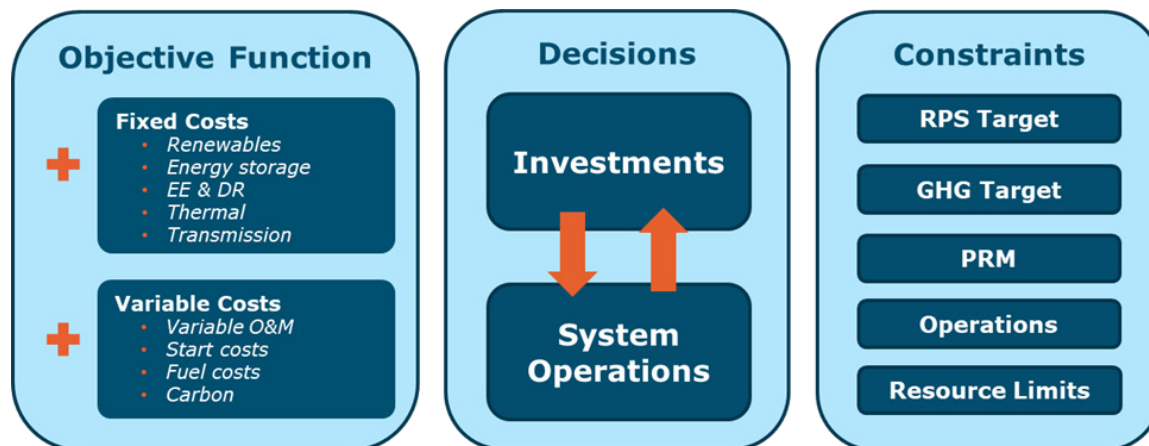 Objective Function
Fixed Costs
• Renewables
• Energy storage
• EE & DR
• Thermal
• Transmission
Variable Costs
• Variable O&M
• Start costs
• Fuel costs
• Carbon
Decisions
Investments
System
Operations
Constraints
RPS Target
GHG Target
PRM
Operations
Resource Limits